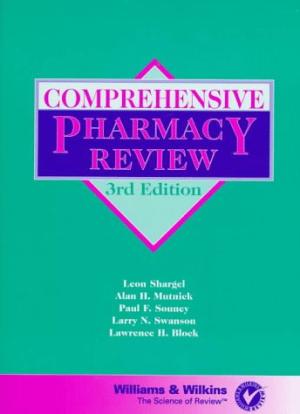 COMPREHENSIVE
PHARMACY
REVIEW
3rd Edition
Leon Shargel
Alan H. Mutnick
Paul F. Souney
Larry N. Swanson
Lawrence H. Block
Williams & Wilkins
The Science of Review™